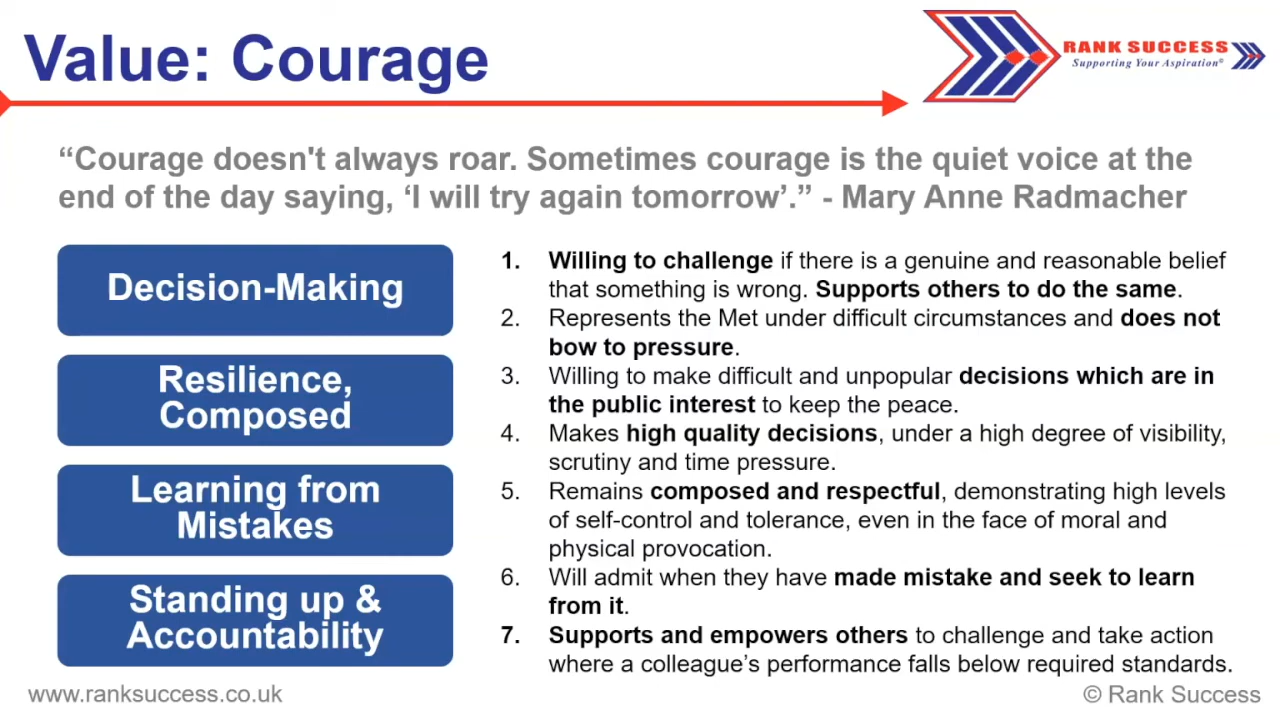 Value: Courage
RANK SUCCESS
Supporting Your Aspiration®
“Courage doesn't always roar. Sometimes courage is the quiet voice at the
end of the day saying, ‘I will try again tomorrow’.” - Mary Anne Radmacher
Decision-Making
Resilience,
Composed
Learning from
Mistakes
Standing up &
Accountability
1. Willing to challenge if there is a genuine and reasonable belief
that something is wrong. Supports others to do the same.
2. Represents the Met under difficult circumstances and does not
bow to pressure.
3. Willing to make difficult and unpopular decisions which are in
the public interest to keep the peace.
4. Makes high quality decisions, under a high degree of visibility,
scrutiny and time pressure.
5. Remains composed and respectful, demonstrating high levels
of self-control and tolerance, even in the face of moral and
physical provocation.
6. Will admit when they have made mistake and seek to learn
from it.
7. Supports and empowers others to challenge and take action
where a colleague’s performance falls below required standards.
www.ranksuccess.co.uk
© Rank Success